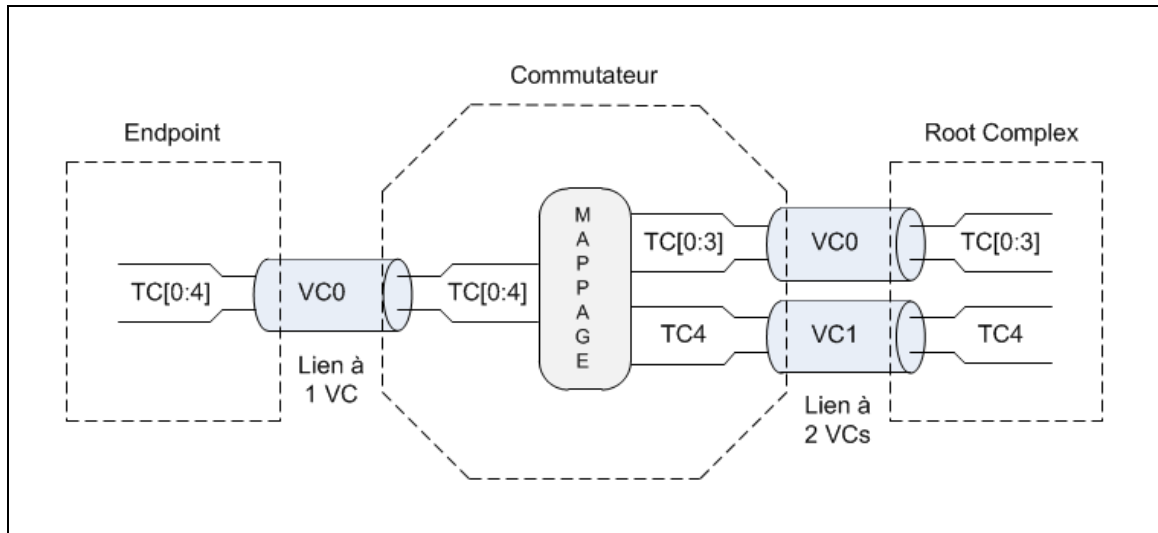 Commutateur
Endpoint
Root Complex
TC[0:4]
VC0
Lien à
1 VC
TC[0:4]
M
A
P
P
A
G
E
TC[0:3]
VC0
TC[0:3]
TC4
VC1
TC4
Lien à
2 VCs